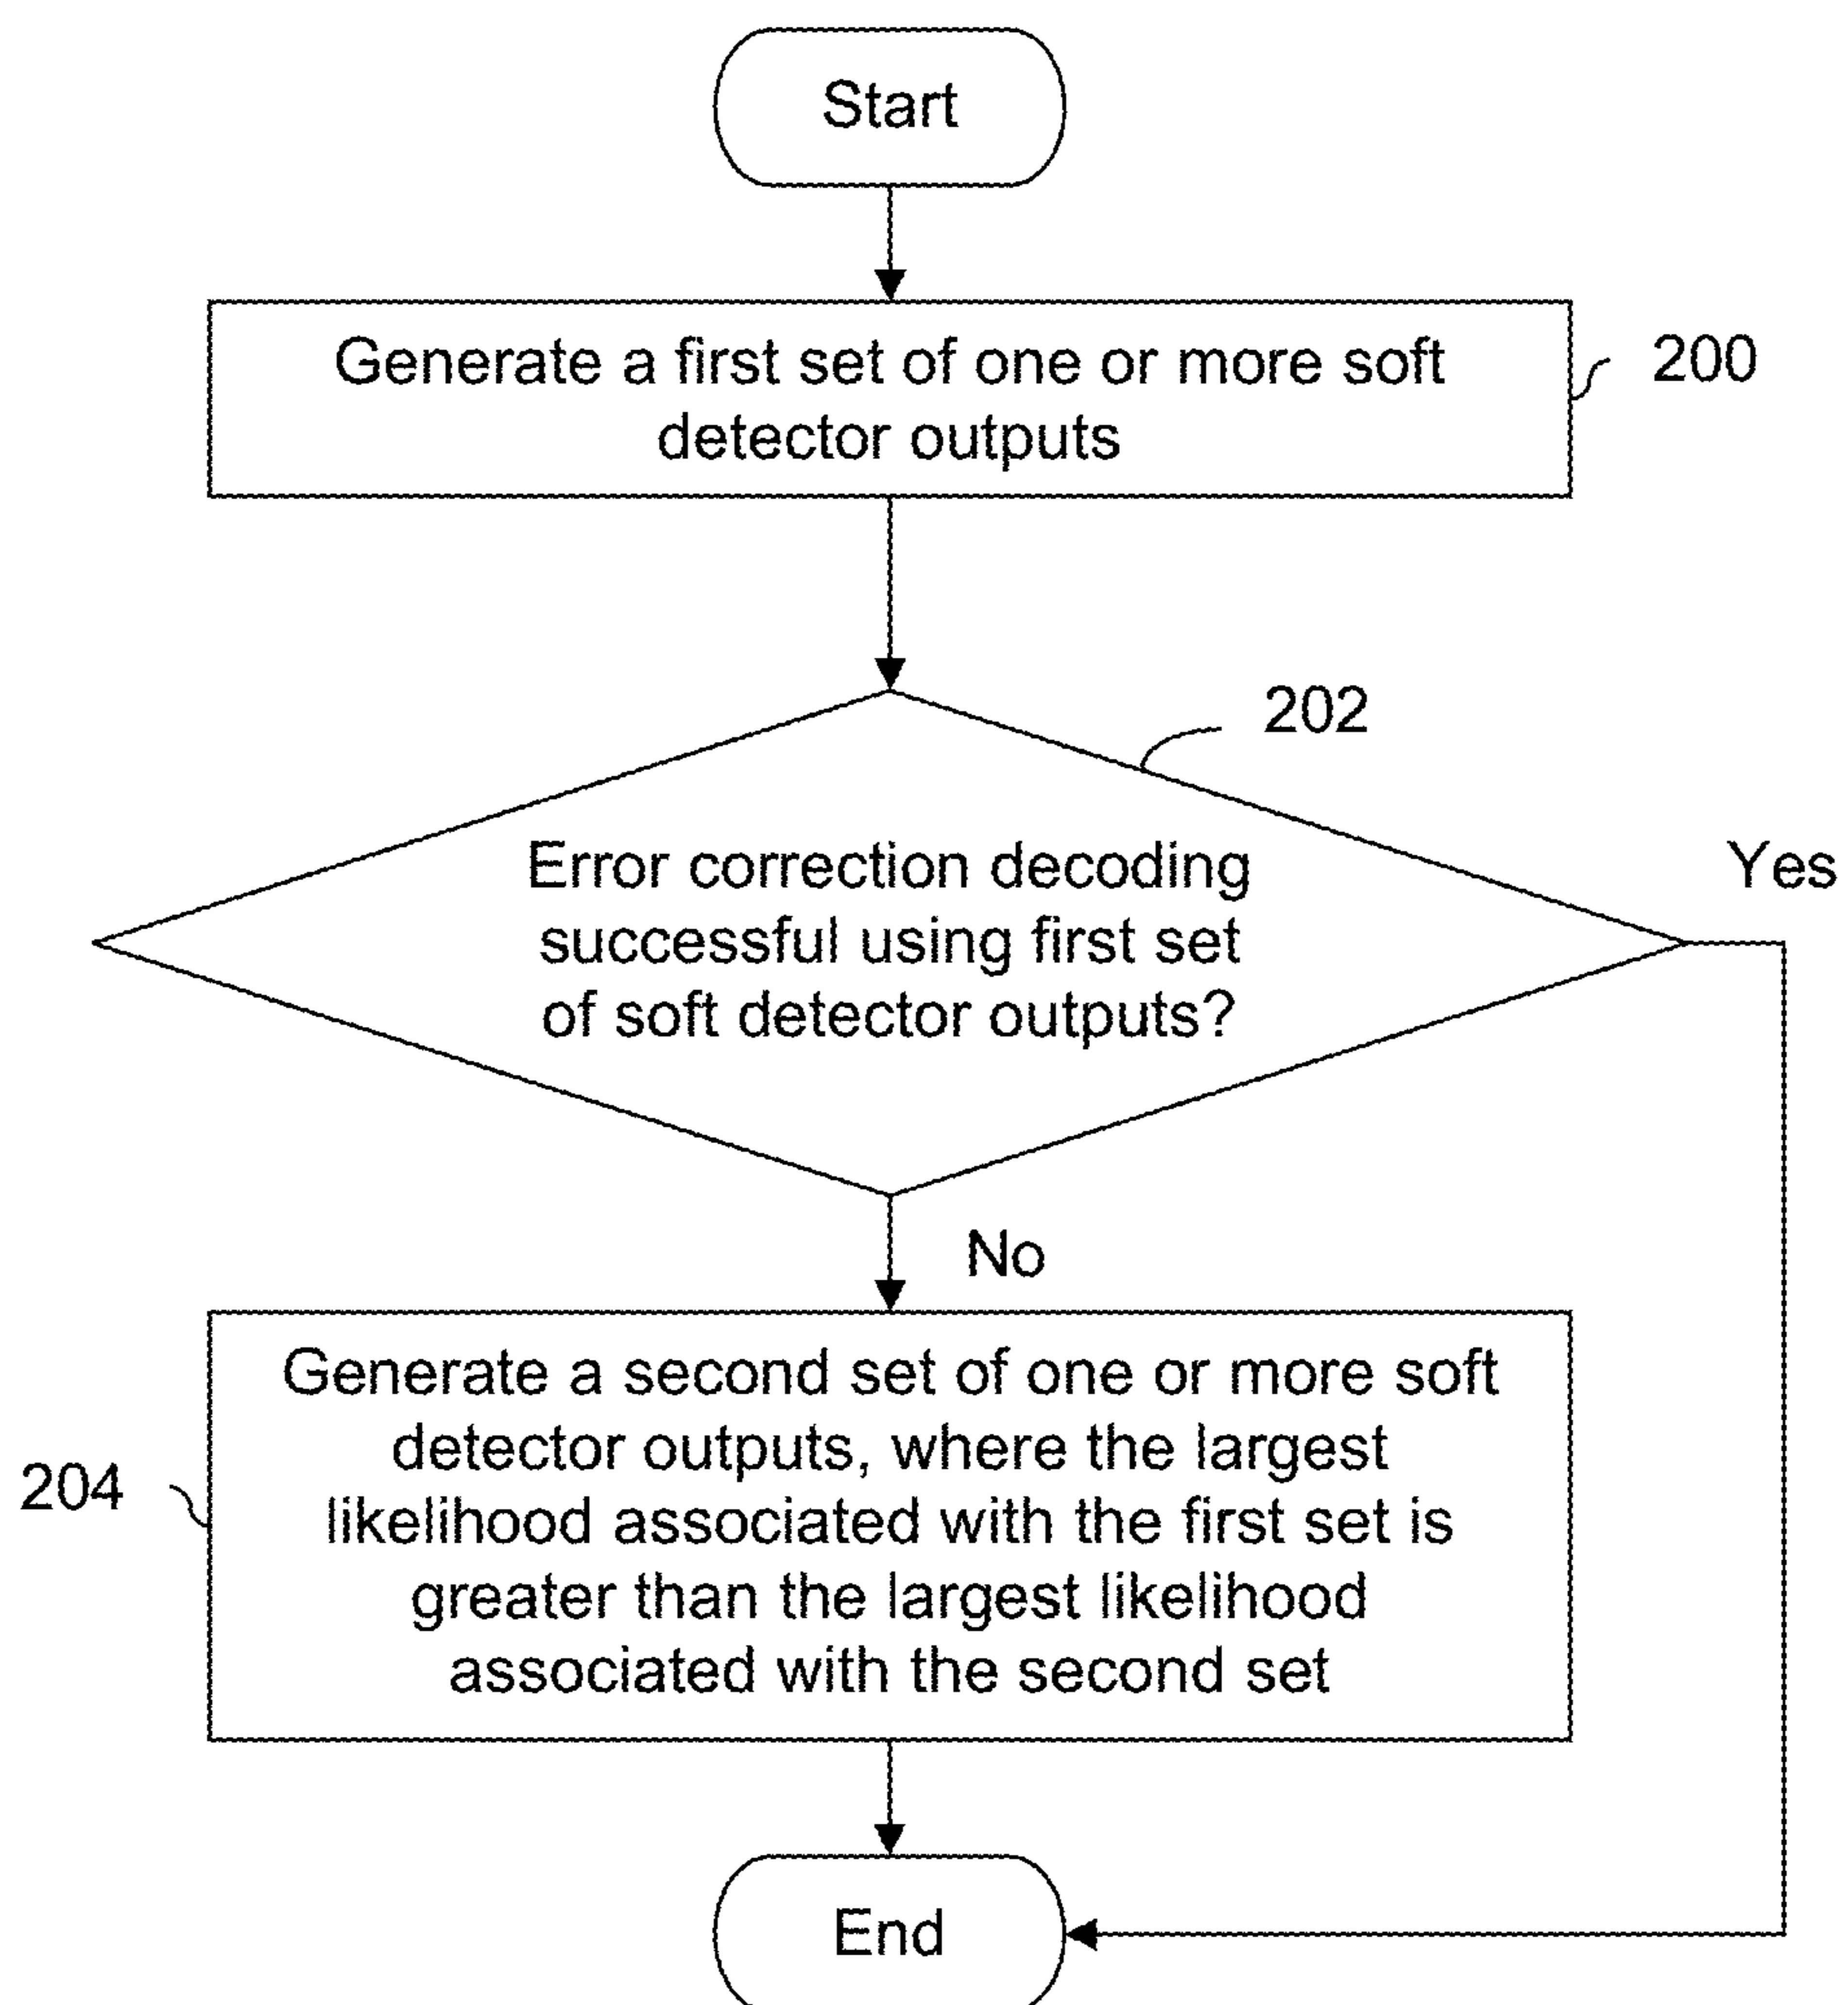 Start
Generate a first set of one or more soft
detector outputs
200
202
Error correction decoding
successful using first set
of soft detector outputs?
Yes
No
Generate a second set of one or more soft
detector outputs, where the largest
likelihood associated with the first set is
greater than the largest likelihood
associated with the second set
204
End